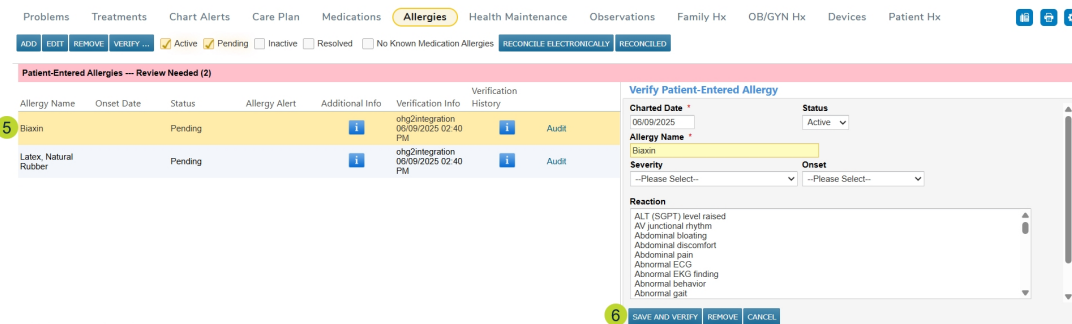 Problems Treatments Chart Alerts Care Plan Medications Allergies Health Maintenance Observations Family Hx OB/GYN Hx Devices Patient Hx
ADD EDIT REMOVE VERIFY ... Active Pending Inactive Resolved No Known Medication Allergies RECONCILE ELECTRONICALLY RECONCILED
Patient-Entered Allergies --- Review Needed (2)
Allergy Name Onset Date Status Allergy Alert Additional Info Verification Info Verification History
5 Biaxin Pending i ohg2integration 06/09/2025 02:40 PM i Audit
Latex, Natural Rubber Pending i ohg2integration 06/09/2025 02:40 PM i Audit
Verify Patient-Entered Allergy
Charted Date * Status
06/09/2025 Active
Allergy Name *
Biaxin
Severity Onset
--Please Select-- --Please Select--
Reaction
ALT (SGPT) level raised
AV junctional rhythm
Abdominal bloating
Abdominal discomfort
Abdominal pain
Abnormal ECG
Abnormal EKG finding
Abnormal behavior
Abnormal gait
6 SAVE AND VERIFY REMOVE CANCEL